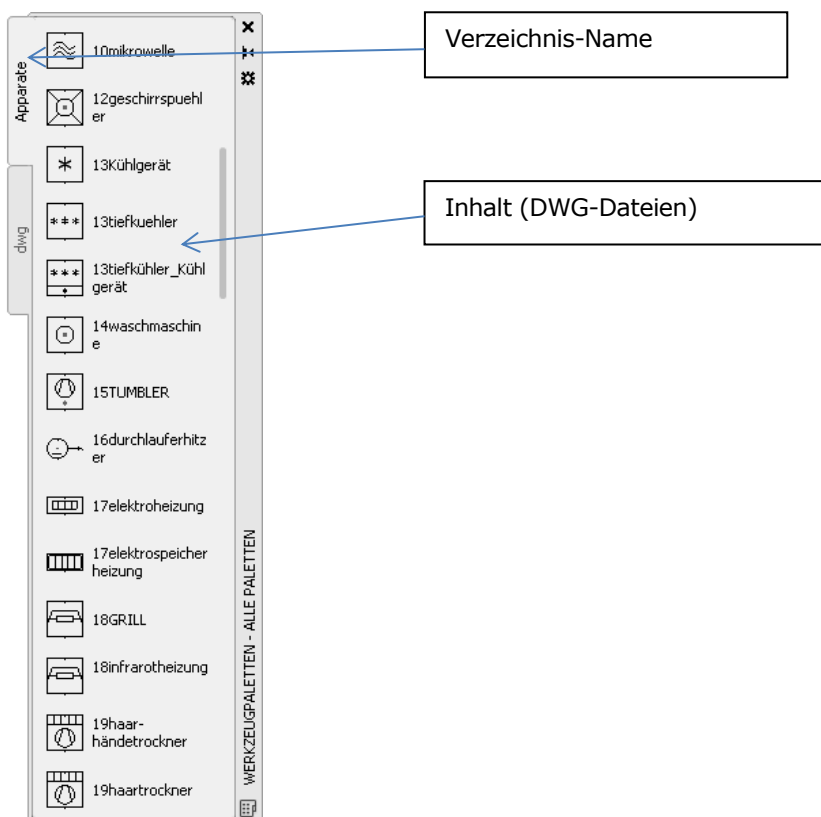 Apparate
dwg
10mikrowelle
12geschirrspuehl
er
13Kühlgerät
13tiefkuehler
13tiefkühler_Kühl
gerät
14waschmaschin
e
15TUMBLER
16durchlauferhitz
er
17elektroheizung
17elektrospeicher
heizung
18GRILL
18infrarotheizung
19haar-
händetrockner
19haartrockner
WERKZEUGPALETTEN - ALLE PALETTEN
Verzeichnis-Name
Inhalt (DWG-Dateien)